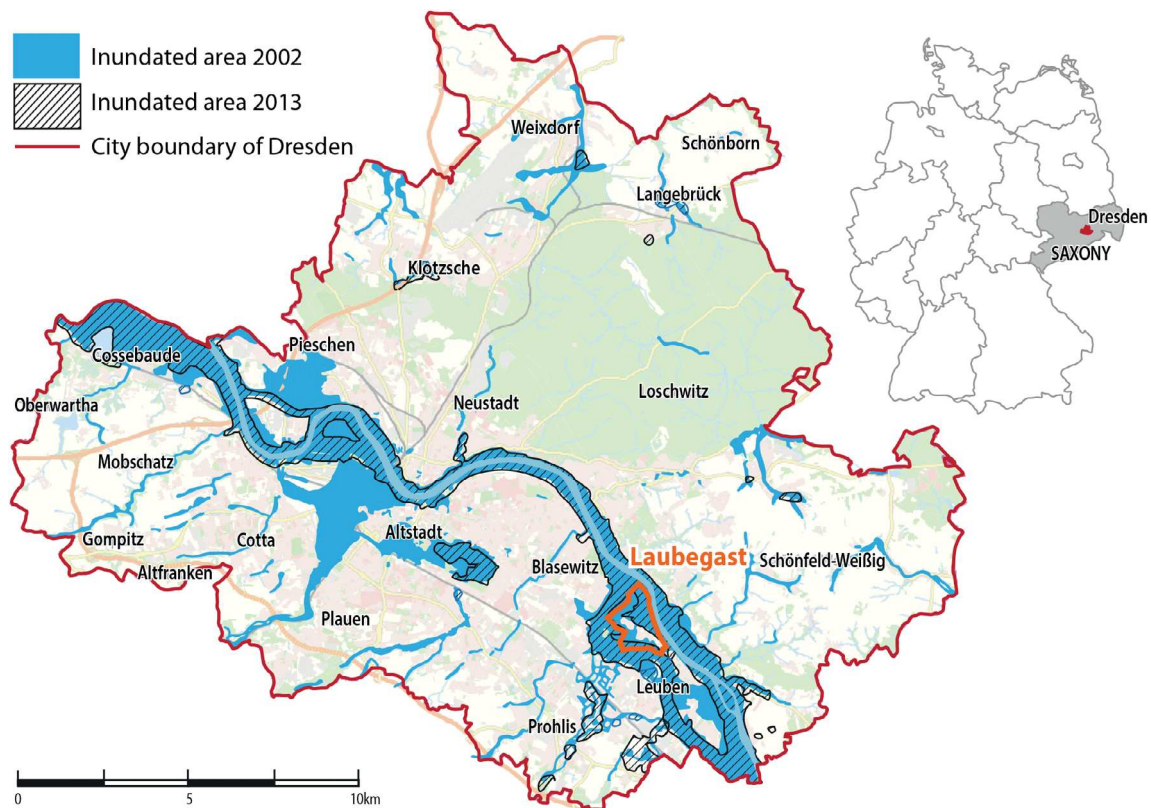 Inundated area 2002
Inundated area 2013
City boundary of Dresden
Weixdorf
Schönborn
Langebrück
Klotzsche
Dresden
SAXONY
Pieschen
Cossebaude
Oberwartha
Neustadt
Loschwitz
Mobschatz
Gompitz
Cotta
Altstadt
Altfranken
Blasewitz
Laubegast
Schönfeld-Weißig
Plauen
Leuben
Prohlis
0
5
10km